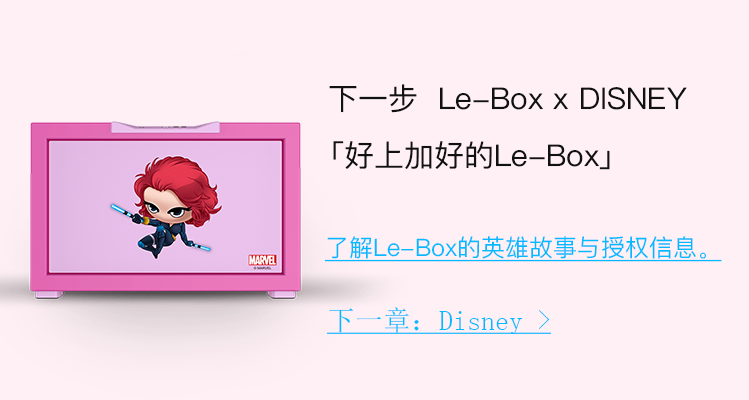 下一步 Le-Box x DISNEY
「好上加好的Le-Box」
了解Le-Box的英雄故事与授权信息。
下一章：Disney >
MARVEL
© MARVEL